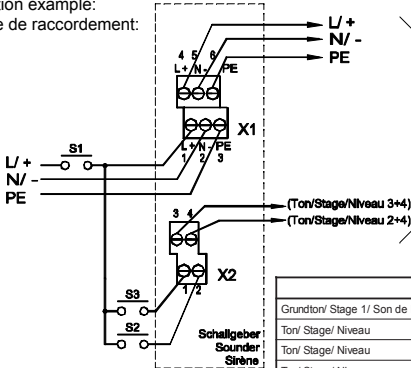 tion example:
e de raccordement:
L/ +
N/ -
PE
4 5 6
L+ N- PE
X1
L+ N- PE
1 2 3
S1
L/ +
N/ -
PE
(Ton/Stage/Niveau 3+4)
(Ton/Stage/Niveau 2+4)
3 4
X2
1 2
S3
S2
Schallgeber
Sounder
Sirène
Grundton/ Stage 1/ Son de
Ton/ Stage/ Niveau
Ton/ Stage/ Niveau